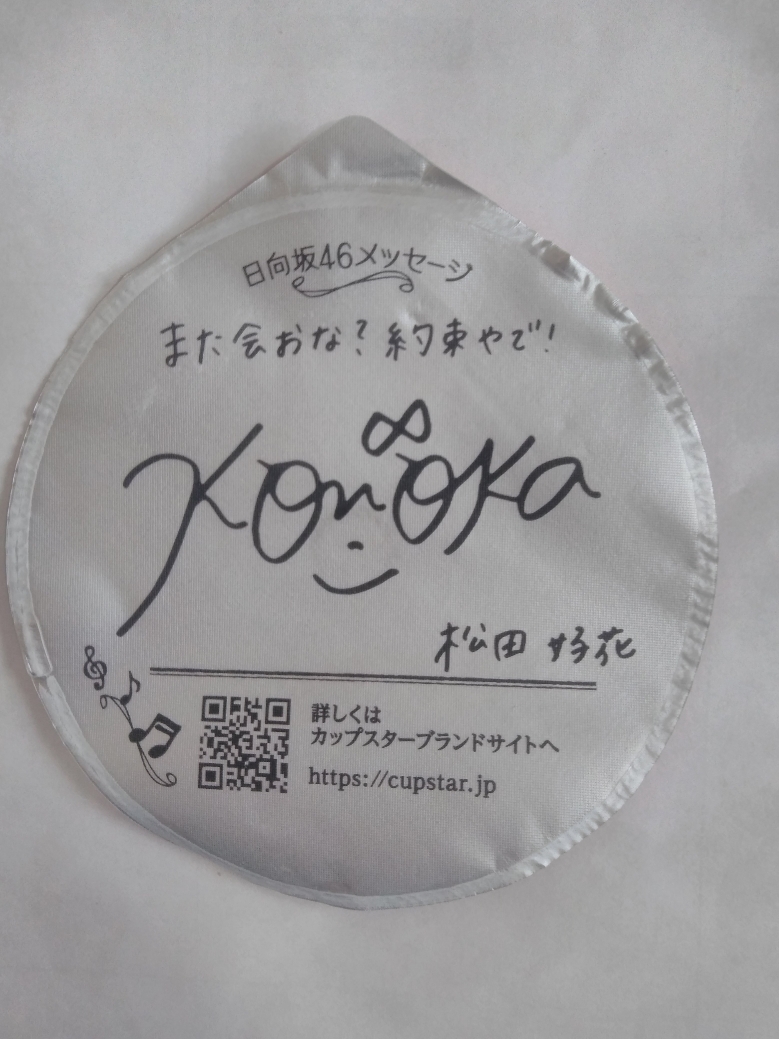 日向坂46メッセージ
また会おな?約束やで!
Konoka
松田 好花
詳しくは
カップスターブランドサイトへ
https://cupstar.jp